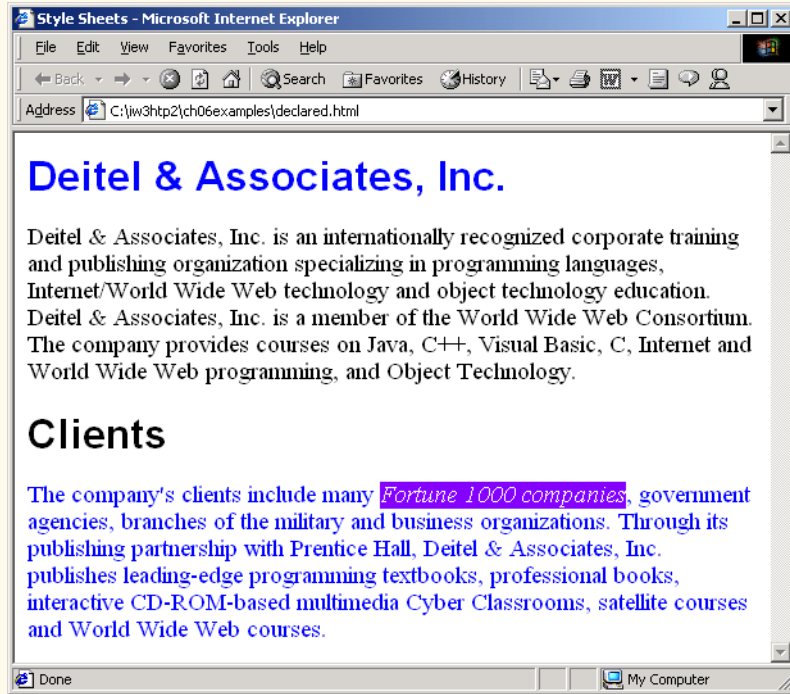 Style Sheets - Microsoft Internet Explorer
File Edit View Favorites Tools Help
Back Search Favorites History
Address C:\iw3htp2\ch06examples\declared.html
Deitel & Associates, Inc.
Deitel & Associates, Inc. is an internationally recognized corporate training
and publishing organization specializing in programming languages,
Internet/World Wide Web technology and object technology education.
Deitel & Associates, Inc. is a member of the World Wide Web Consortium.
The company provides courses on Java, C++, Visual Basic, C, Internet and
World Wide Web programming, and Object Technology.
Clients
The company's clients include many Fortune 1000 companies, government
agencies, branches of the military and business organizations. Through its
publishing partnership with Prentice Hall, Deitel & Associates, Inc.
publishes leading-edge programming textbooks, professional books,
interactive CD-ROM-based multimedia Cyber Classrooms, satellite courses
and World Wide Web courses.
Done My Computer